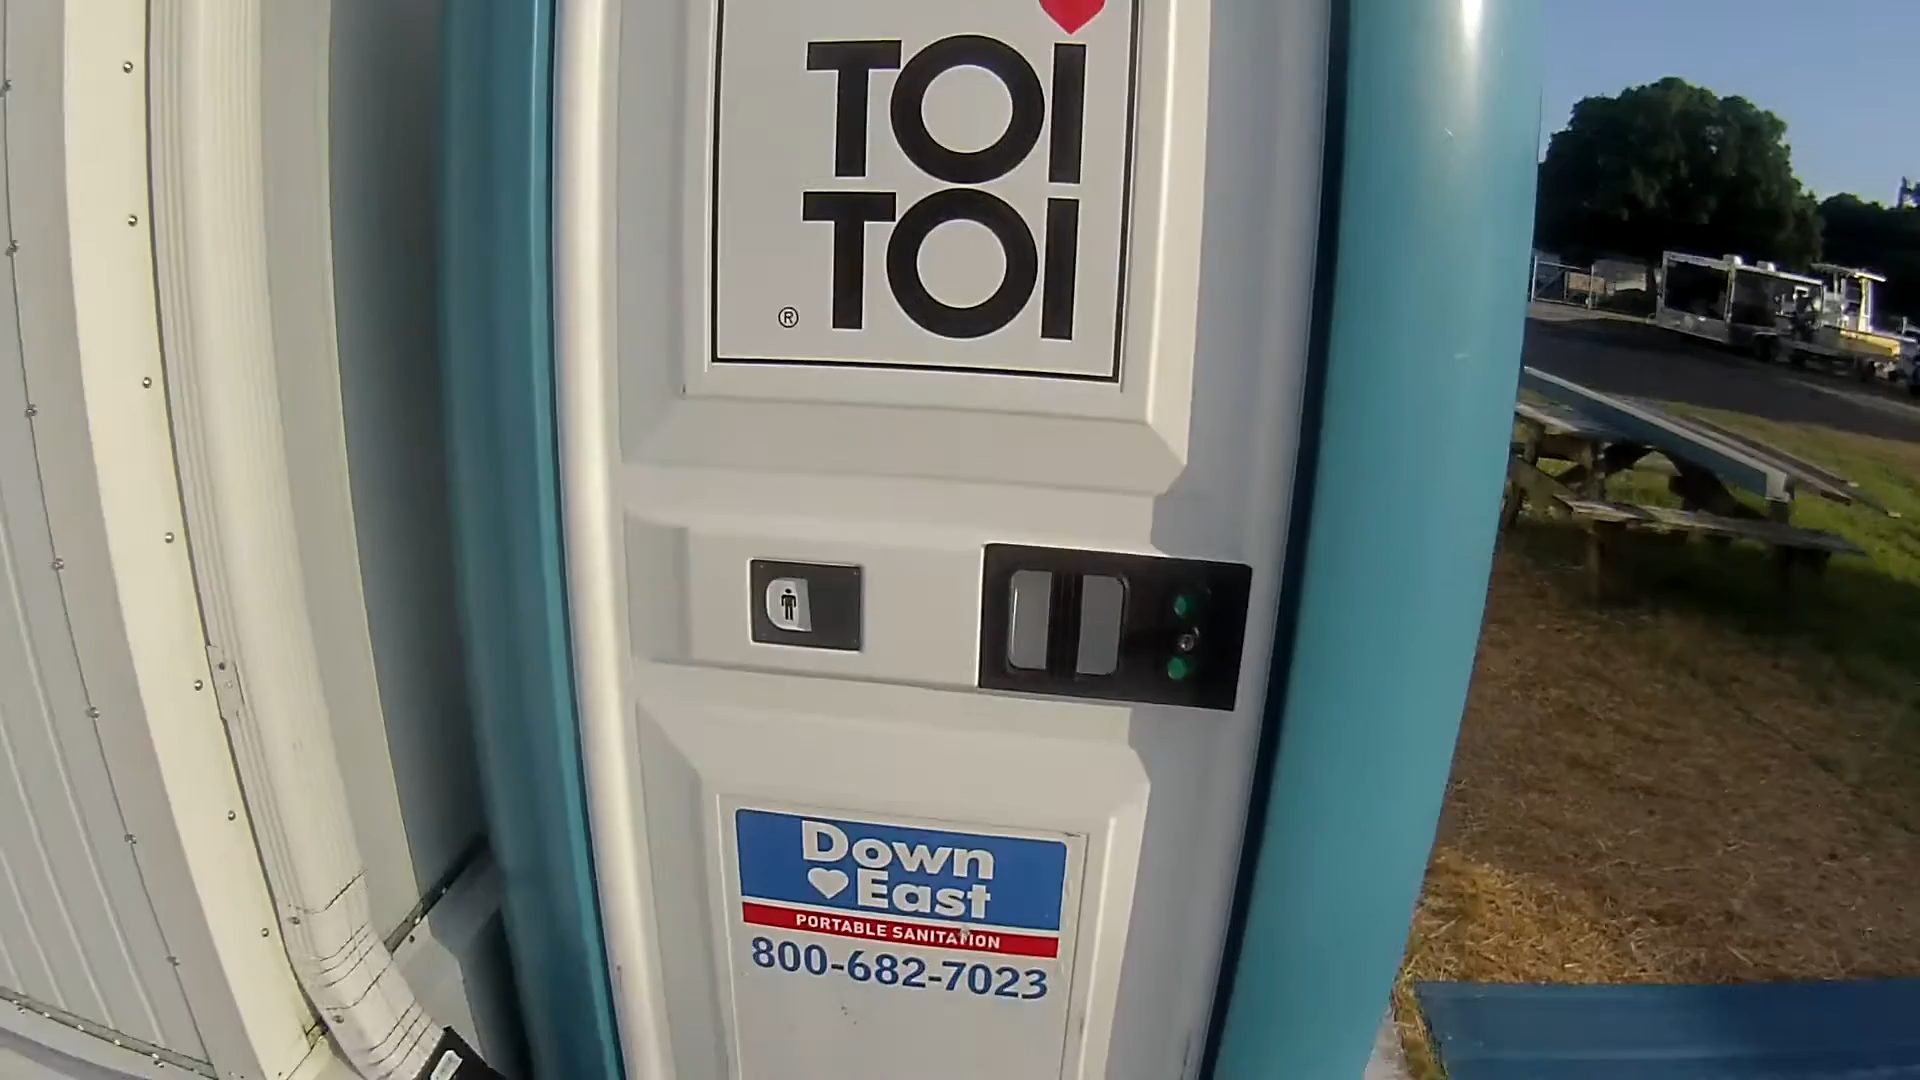 TOI
TOI
®
Down
East
PORTABLE SANITATION
800-682-7023